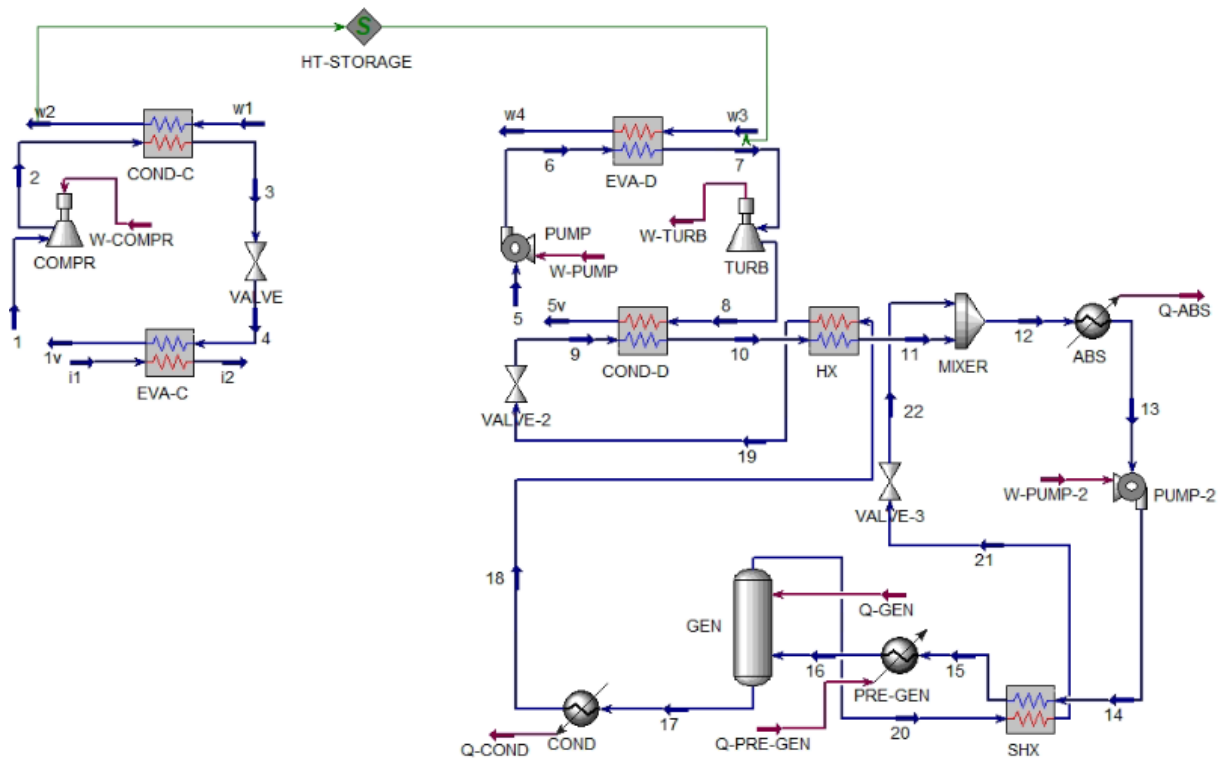 S
HT-STORAGE
w2
w1
w4
w3
2
COND-C
3
6
EVA-D
7
W-COMPR
COMPR
W-TURB
TURB
PUMP
W-PUMP
VALVE
1
5
5v
8
Q-ABS
1v
4
i1
i2
EVA-C
9
10
11
12
COND-D
HX
MIXER
ABS
VALVE-2
22
13
19
W-PUMP-2
PUMP-2
VALVE-3
18
21
GEN
Q-GEN
16
15
PRE-GEN
14
17
Q-COND
COND
Q-PRE-GEN
20
SHX